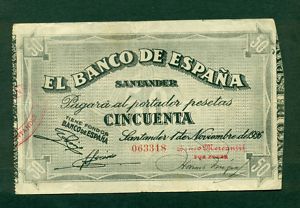 50 50
EL BANCO DE ESPAÑA
SANTANDER
Pagará al portador pesetas
CINCUENTA
Santander 1 de Noviembre de 1936
TIENE FONDOS
BANCO DE ESPAÑA
063318
POR PODER
50 50